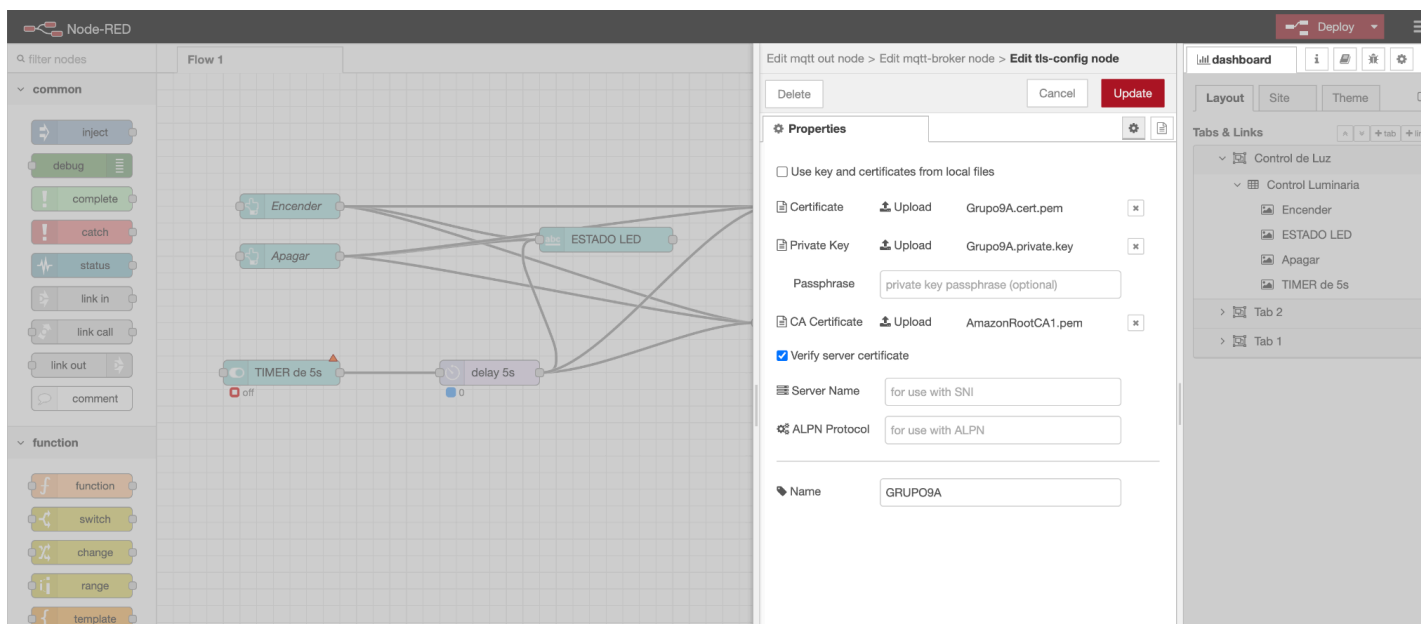 Node-RED
Deploy
filter nodes
Flow 1
common
inject
debug
complete
catch
status
link in
link call
link out
comment
function
function
switch
change
range
template
Encender
Apagar
ESTADO LED
TIMER de 5s
off
delay 5s
0
Edit mqtt out node > Edit mqtt-broker node > Edit tls-config node
Delete
Cancel
Update
Properties
Use key and certificates from local files
Certificate Upload Grupo9A.cert.pem
Private Key Upload Grupo9A.private.key
Passphrase private key passphrase (optional)
CA Certificate Upload AmazonRootCA1.pem
Verify server certificate
Server Name for use with SNI
ALPN Protocol for use with ALPN
Name GRUPO9A
dashboard
i
Layout Site Theme
Tabs & Links
+ tab
Control de Luz
Control Luminaria
Encender
ESTADO LED
Apagar
TIMER de 5s
Tab 2
Tab 1